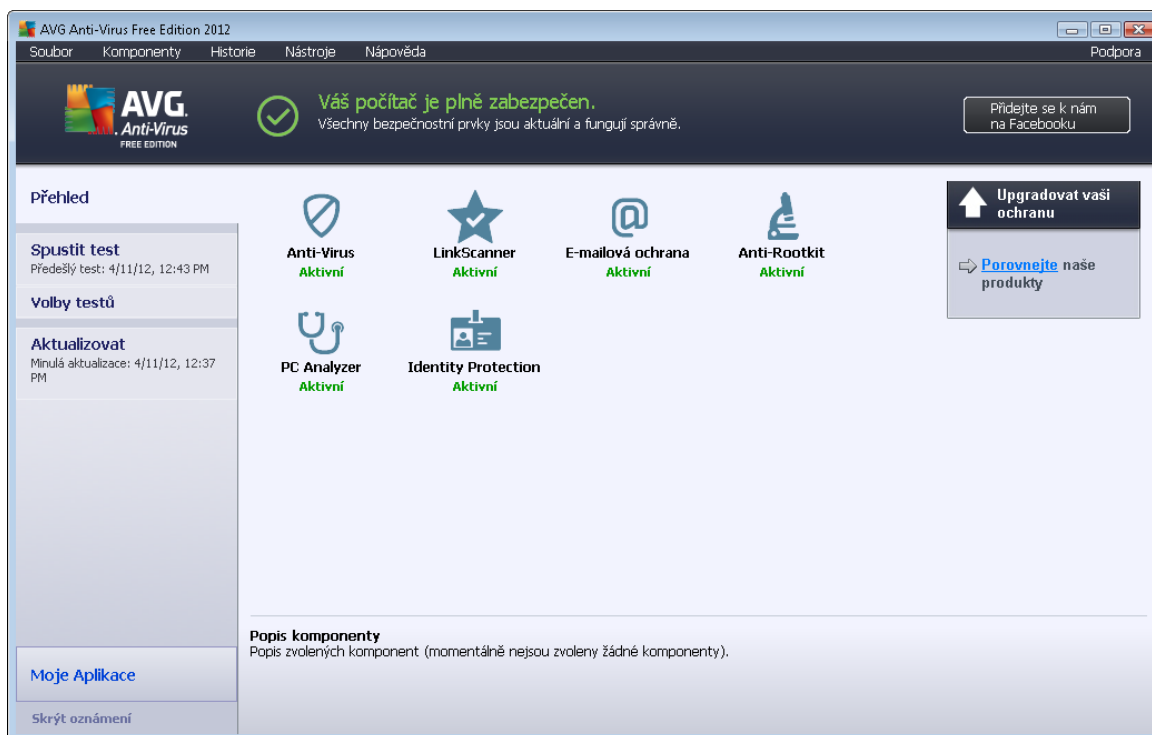 AVG Anti-Virus Free Edition 2012
Soubor Komponenty Historie Nástroje Nápověda Podpora
AVG.
Anti-Virus
FREE EDITION
Váš počítač je plně zabezpečen.
Všechny bezpečnostní prvky jsou aktuální a fungují správně.
Přidejte se k nám
na Facebooku
Přehled
Spustit test
Předešlý test: 4/11/12, 12:43 PM
Volby testů
Aktualizovat
Minulá aktualizace: 4/11/12, 12:37
PM
Anti-Virus
Aktivní
LinkScanner
Aktivní
E-mailová ochrana
Aktivní
Anti-Rootkit
Aktivní
PC Analyzer
Aktivní
Identity Protection
Aktivní
Upgradovat vaši
ochranu
Porovnejte naše
produkty
Popis komponenty
Popis zvolených komponent (momentálně nejsou zvoleny žádné komponenty).
Moje Aplikace
Skrýt oznámení